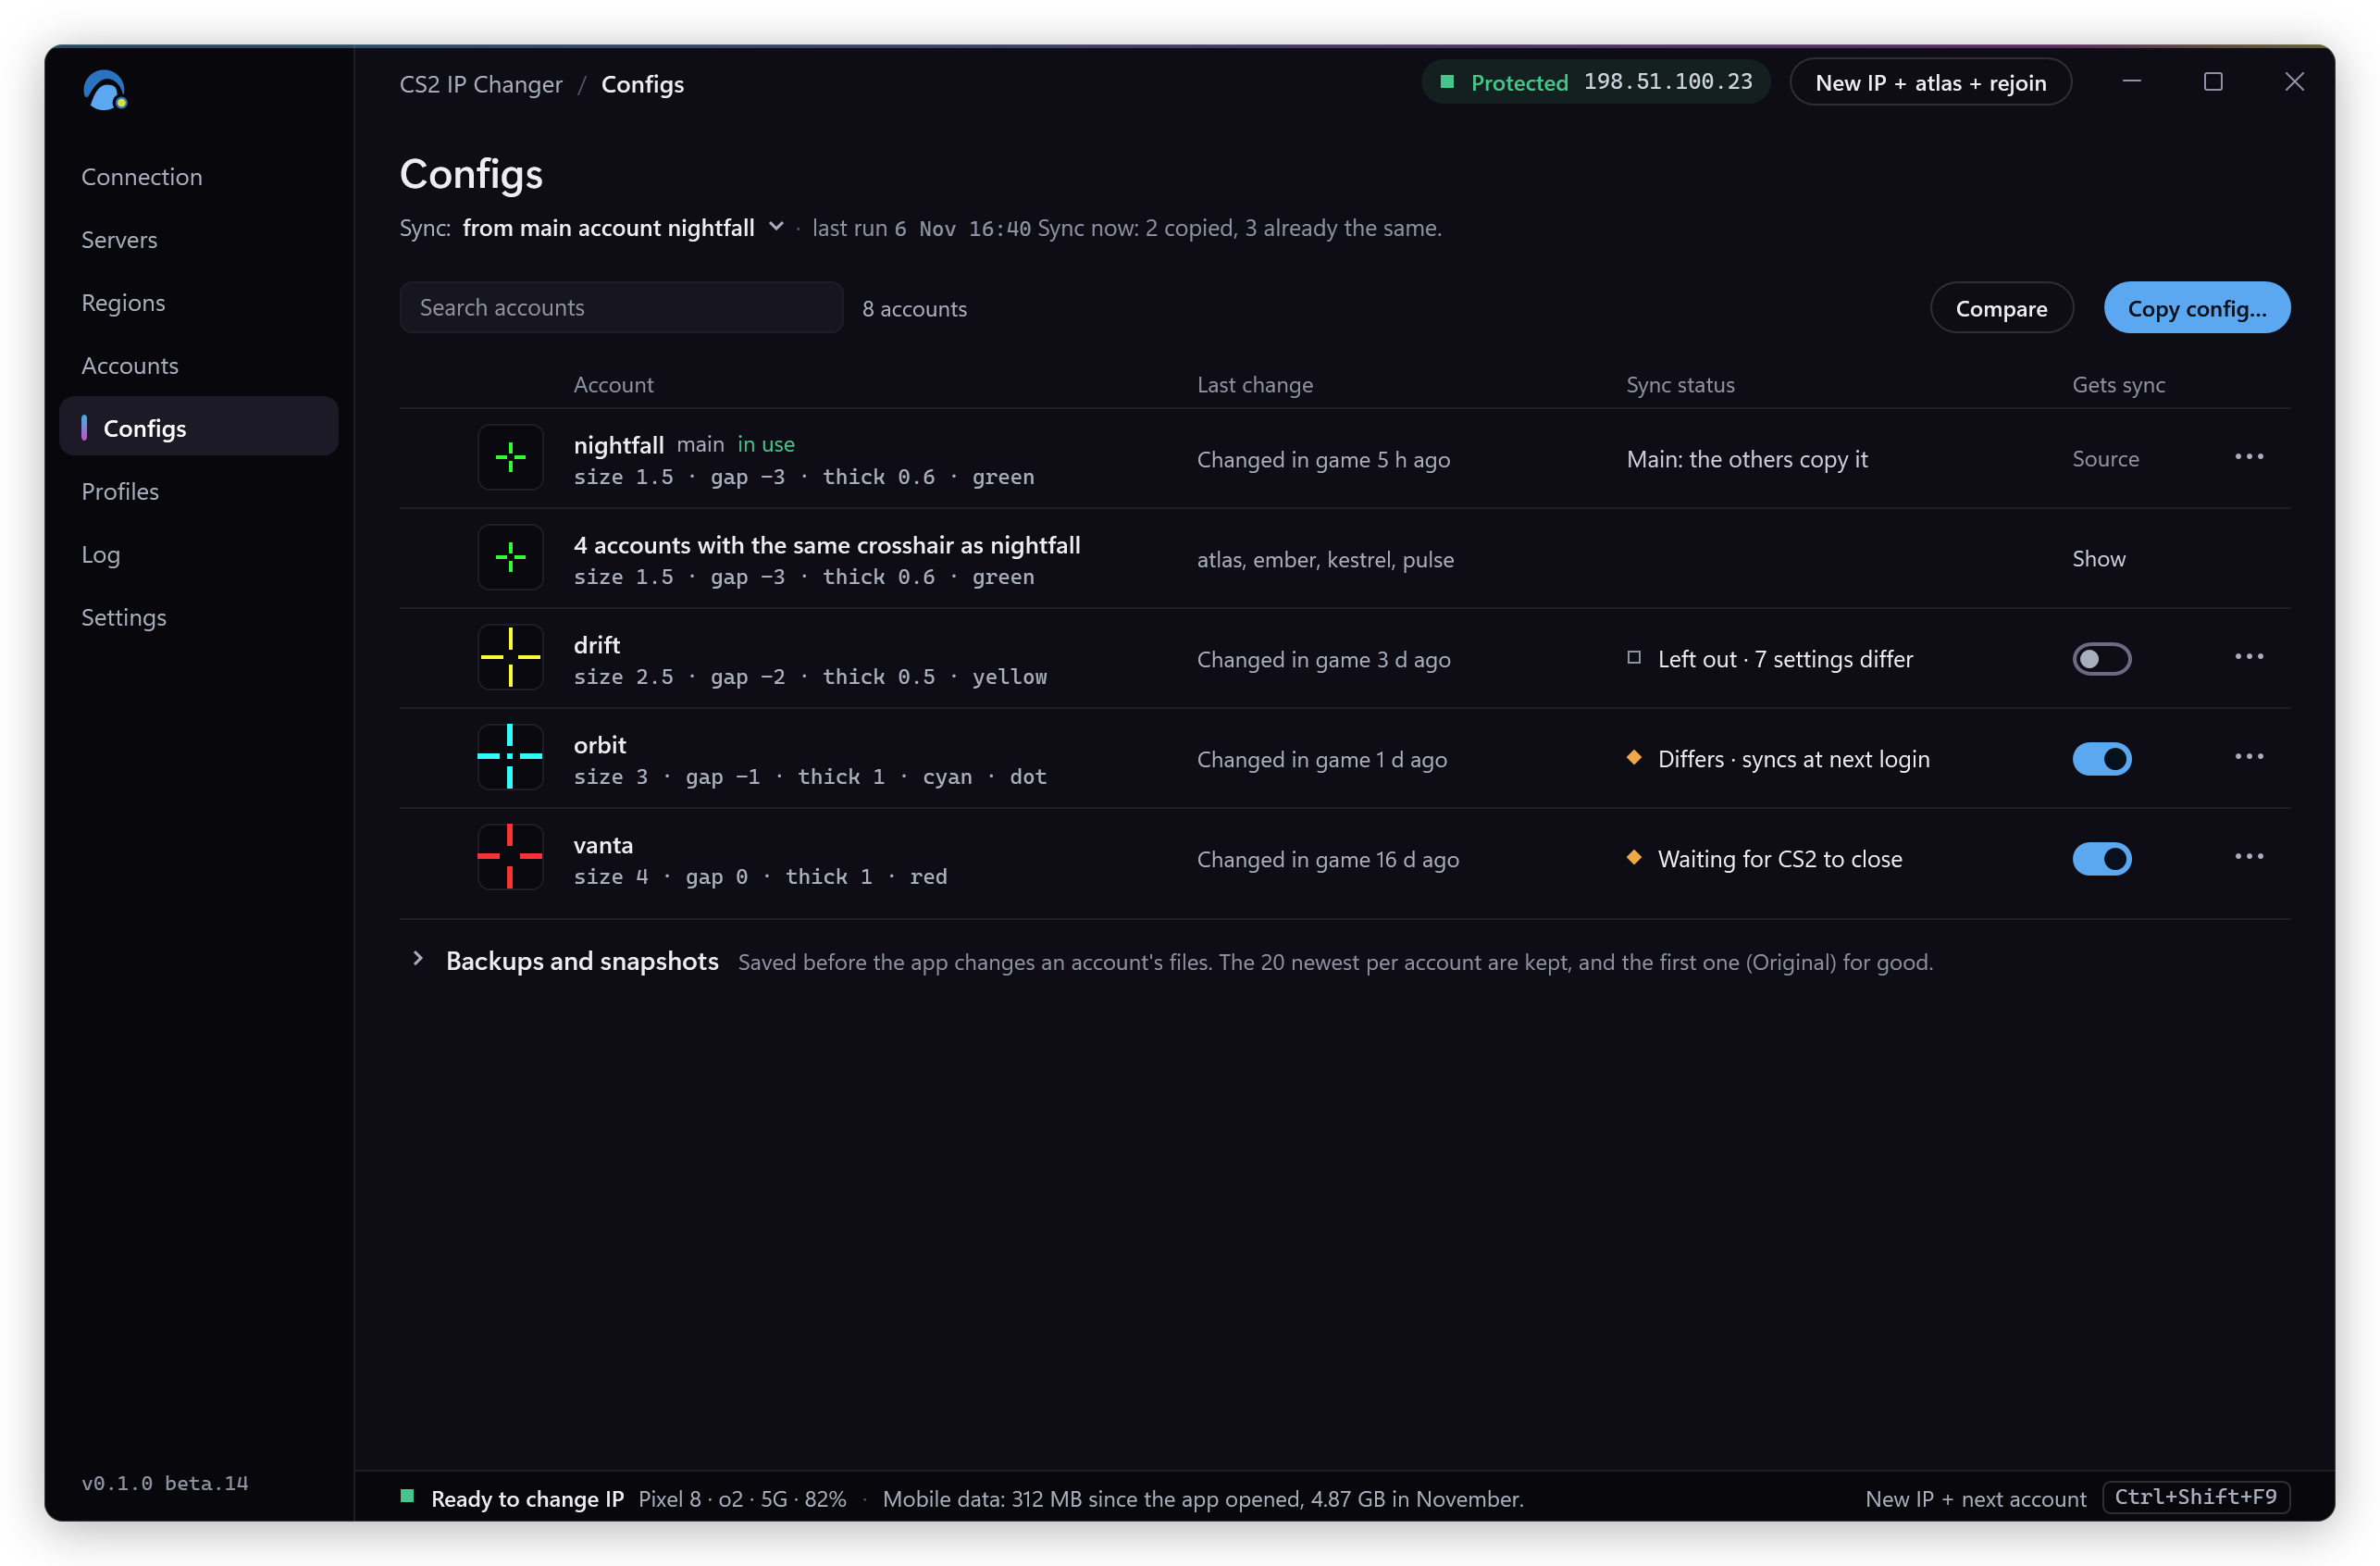 CS2 IP Changer / Configs
Protected 198.51.100.23
New IP + atlas + rejoin
Connection
Servers
Regions
Accounts
Configs
Profiles
Log
Settings
v0.1.0 beta.14
Configs
Sync: from main account nightfall · last run 6 Nov 16:40 Sync now: 2 copied, 3 already the same.
Search accounts
8 accounts
Compare
Copy config...
Account Last change Sync status Gets sync
nightfall main in use
size 1.5 · gap −3 · thick 0.6 · green
Changed in game 5 h ago
Main: the others copy it
Source
4 accounts with the same crosshair as nightfall
size 1.5 · gap −3 · thick 0.6 · green
atlas, ember, kestrel, pulse
Show
drift
size 2.5 · gap −2 · thick 0.5 · yellow
Changed in game 3 d ago
Left out · 7 settings differ
orbit
size 3 · gap −1 · thick 1 · cyan · dot
Changed in game 1 d ago
Differs · syncs at next login
vanta
size 4 · gap 0 · thick 1 · red
Changed in game 16 d ago
Waiting for CS2 to close
Backups and snapshots Saved before the app changes an account's files. The 20 newest per account are kept, and the first one (Original) for good.
Ready to change IP Pixel 8 · o2 · 5G · 82% · Mobile data: 312 MB since the app opened, 4.87 GB in November.
New IP + next account Ctrl+Shift+F9